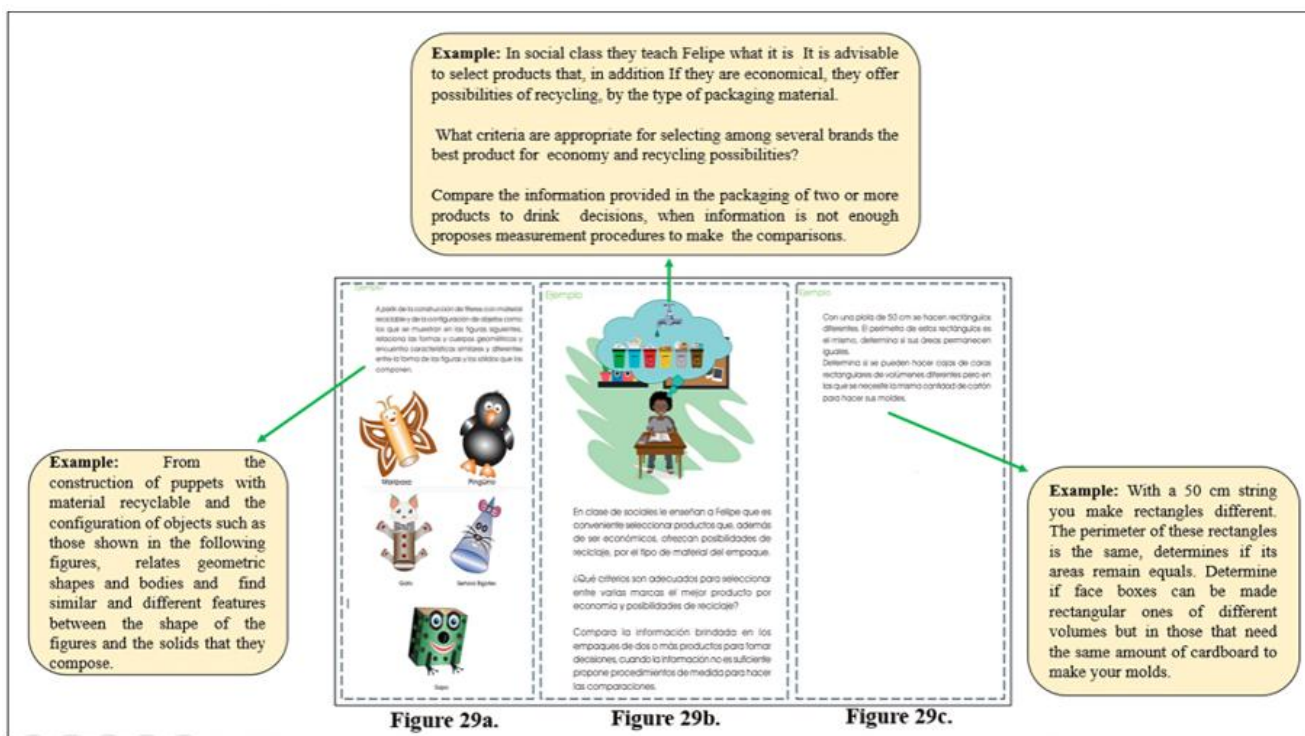 Example: In social class they teach Felipe what it is It is advisable
to select products that, in addition If they are economical, they offer
possibilities of recycling, by the type of packaging material.
What criteria are appropriate for selecting among several brands the
best product for economy and recycling possibilities?
Compare the information provided in the packaging of two or more
products to drink decisions, when information is not enough
proposes measurement procedures to make the comparisons.
Ejemplo
A partir de la construcción de títeres con material
reciclable y de la configuración de objetos como
los que se muestran en las figuras siguientes,
relaciona las formas y cuerpos geométricos y
encuentra características similares y diferentes
entre la forma de las figuras y los sólidos que los
componen.
Mariposa
Pingüino
Gato
Señora Bigotes
Sapo
Ejemplo
En clase de sociales le enseñan a Felipe que es
conveniente seleccionar productos que, además
de ser económicos, ofrezcan posibilidades de
reciclaje, por el tipo de material del empaque.
¿Qué criterios son adecuados para seleccionar
entre varias marcas el mejor producto por
economía y posibilidades de reciclaje?
Compara la información brindada en los
empaques de dos o más productos para tomar
decisiones, cuando la información no es suficiente
propone procedimientos de medida para hacer
las comparaciones.
Ejemplo
Con una piola de 50 cm se hacen rectángulos
diferentes. El perímetro de estos rectángulos es
el mismo, determina si sus áreas permanecen
iguales.
Determina si se pueden hacer cajas de caras
rectangulares de volúmenes diferentes pero en
las que se necesite la misma cantidad de cartón
para hacer sus moldes.
Example: From the
construction of puppets with
material recyclable and the
configuration of objects such as
those shown in the following
figures, relates geometric
shapes and bodies and find
similar and different features
between the shape of the
figures and the solids that they
compose.
Example: With a 50 cm string
you make rectangles different.
The perimeter of these rectangles
is the same, determines if its
areas remain equals. Determine
if face boxes can be made
rectangular ones of different
volumes but in those that need
the same amount of cardboard to
make your molds.
Figure 29a.
Figure 29b.
Figure 29c.